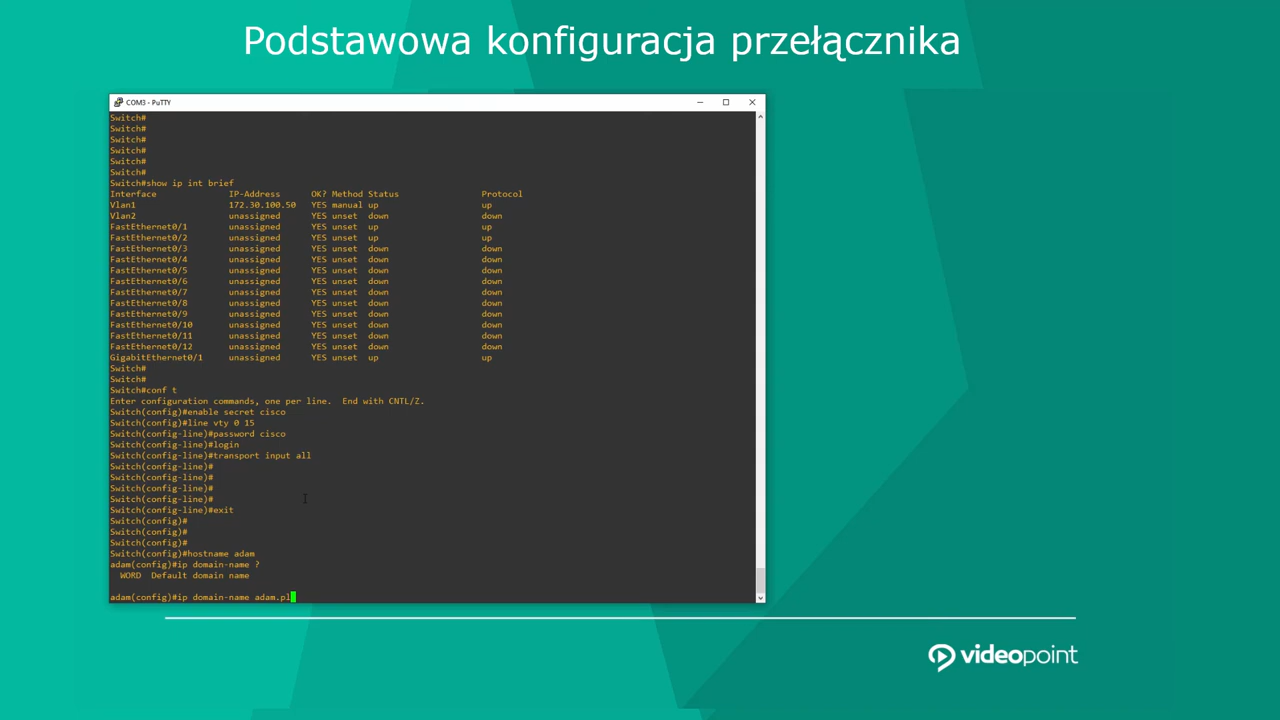 Podstawowa konfiguracja przełącznika
COM3 - PuTTY
Switch#
Switch#
Switch#
Switch#
Switch#
Switch#
Switch#show ip int brief
Interface IP-Address OK? Method Status Protocol
Vlan1 172.30.100.50 YES manual up up
Vlan2 unassigned YES unset down down
FastEthernet0/1 unassigned YES unset up up
FastEthernet0/2 unassigned YES unset up up
FastEthernet0/3 unassigned YES unset down down
FastEthernet0/4 unassigned YES unset down down
FastEthernet0/5 unassigned YES unset down down
FastEthernet0/6 unassigned YES unset down down
FastEthernet0/7 unassigned YES unset down down
FastEthernet0/8 unassigned YES unset down down
FastEthernet0/9 unassigned YES unset down down
FastEthernet0/10 unassigned YES unset down down
FastEthernet0/11 unassigned YES unset down down
FastEthernet0/12 unassigned YES unset down down
GigabitEthernet0/1 unassigned YES unset up up
Switch#
Switch#
Switch#conf t
Enter configuration commands, one per line. End with CNTL/Z.
Switch(config)#enable secret cisco
Switch(config)#line vty 0 15
Switch(config-line)#password cisco
Switch(config-line)#login
Switch(config-line)#transport input all
Switch(config-line)#
Switch(config-line)#
Switch(config-line)#
Switch(config-line)#
Switch(config-line)#exit
Switch(config)#
Switch(config)#
Switch(config)#
Switch(config)#hostname adam
adam(config)#ip domain-name ?
WORD Default domain name
adam(config)#ip domain-name adam.pl
videopoint